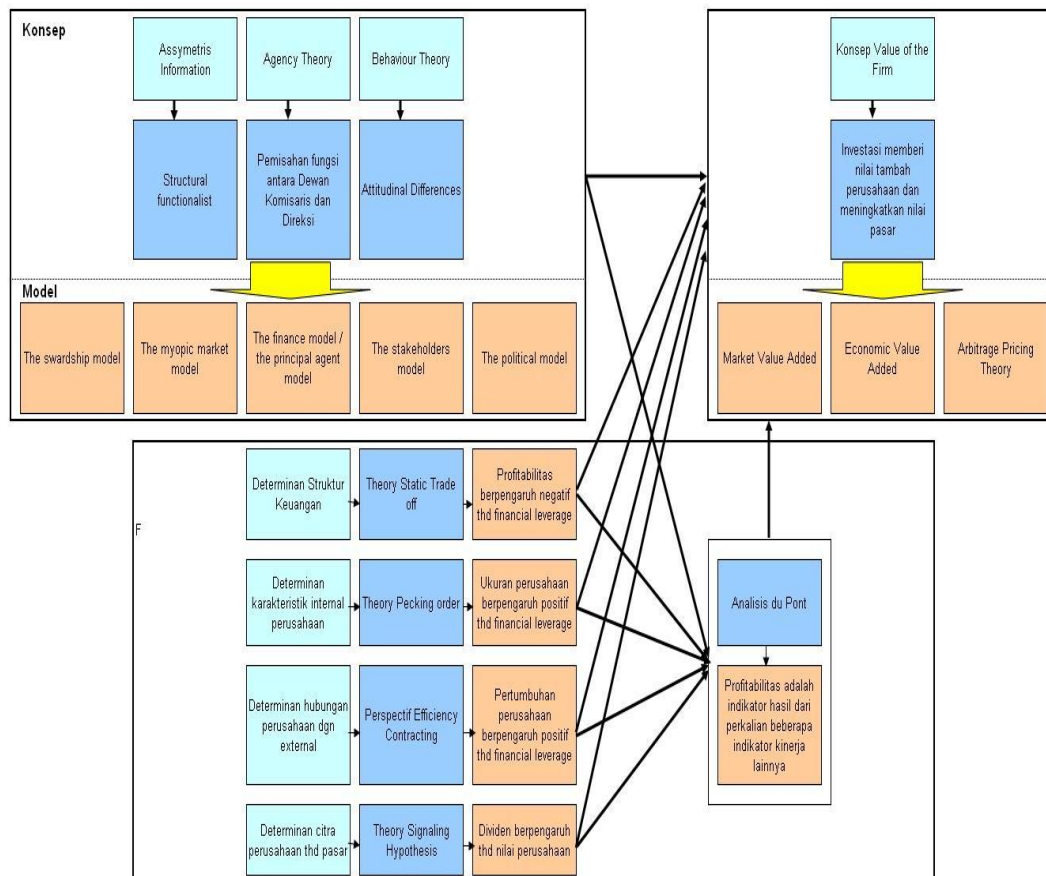 Konsep
Assymetris
Information
Agency Theory
Behaviour Theory
Structural
functionalist
Pemisahan fungsi
antara Dewan
Komisaris dan
Direksi
Attitudinal Differences
Model
The swardship model
The myopic market
model
The finance model /
the principal agent
model
The stakeholders
model
The political model
Konsep Value of the
Firm
Investasi memberi
nilai tambah
perusahaan dan
meningkatkan nilai
pasar
Market Value Added
Economic Value
Added
Arbitrage Pricing
Theory
F
Determinan Struktur
Keuangan
Theory Static Trade
off
Profitabilitas
berpengaruh negatif
thd financial leverage
Determinan
karakteristik internal
perusahaan
Theory Pecking order
Ukuran perusahaan
berpengaruh positif
thd financial leverage
Determinan hubungan
perusahaan dgn
external
Perspectif Efficiency
Contracting
Pertumbuhan
perusahaan
berpengaruh positif
thd financial leverage
Determinan citra
perusahaan thd pasar
Theory Signaling
Hypothesis
Dividen berpengaruh
thd nilai perusahaan
Analisis du Pont
Profitabilitas adalah
indikator hasil dari
perkalian beberapa
indikator kinerja
lainnya